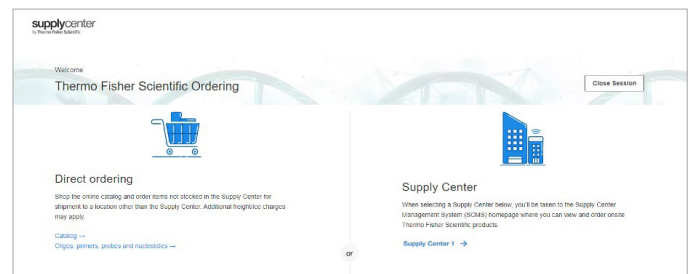 supplycenter
by Thermo Fisher Scientific
Welcome
Thermo Fisher Scientific Ordering
Close Session
Direct ordering
Shop the online catalog and order items not stocked in the Supply Center for
shipment to a location other than the Supply Center. Additional freight/ice charges
may apply.
Catalog →
Oligos, primers, probes and nucleotides →
or
Supply Center
When selecting a Supply Center below, you'll be taken to the Supply Center
Management System (SCMS) homepage where you can view and order onsite
Thermo Fisher Scientific products.
Supply Center 1 →